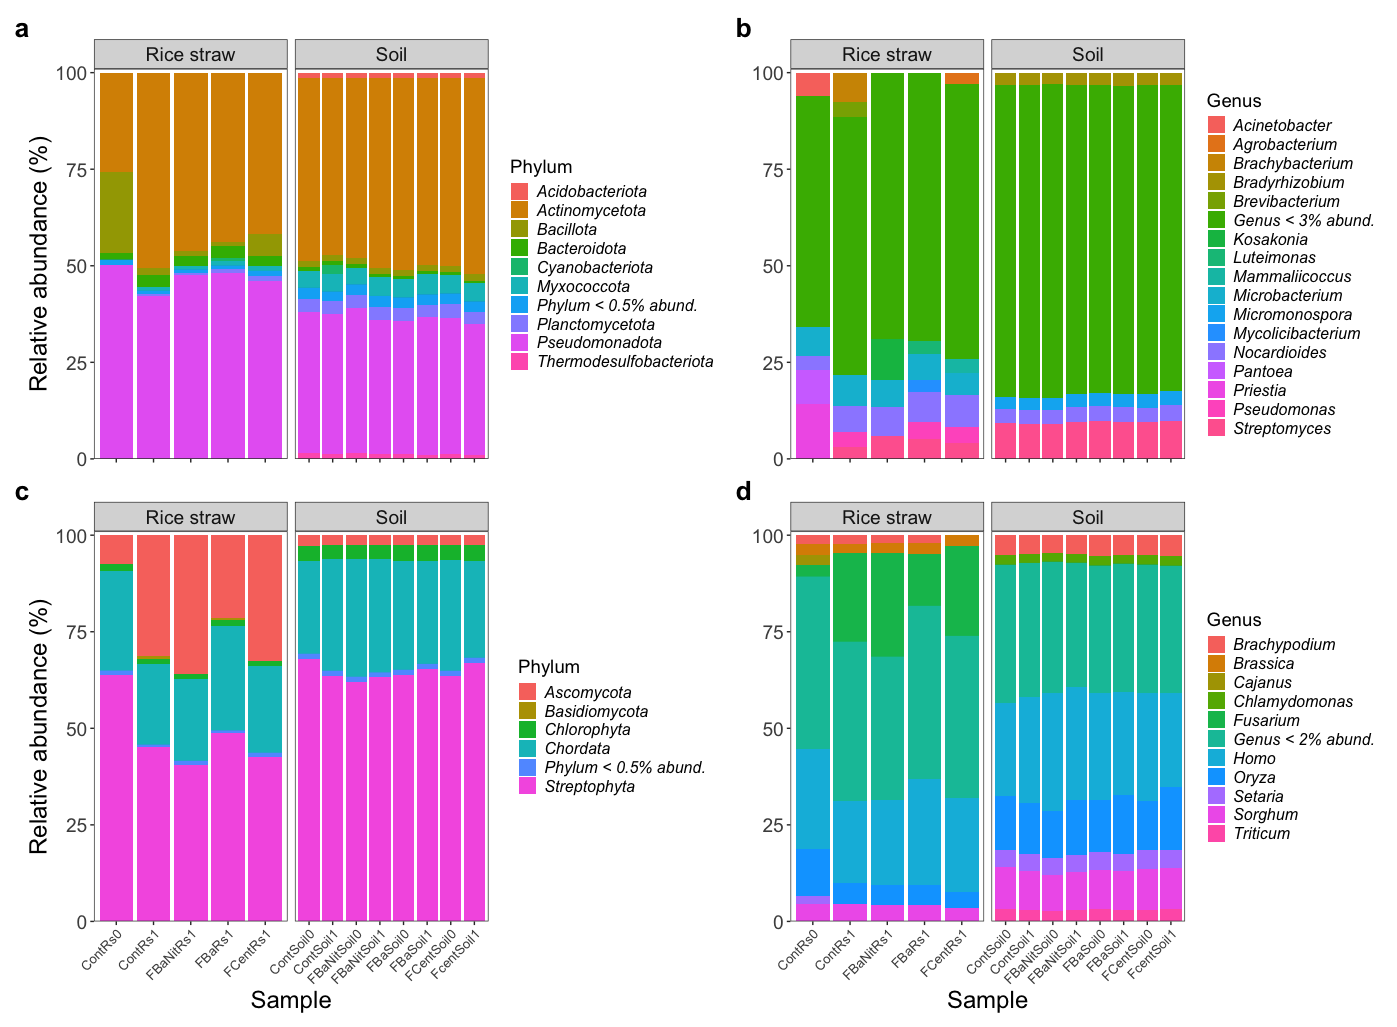 a
Rice straw
Soil
Relative abundance (%)
100
75
50
25
0
Phylum
Acidobacteriota
Actinomycetota
Bacillota
Bacteroidota
Cyanobacteriota
Myxococcota
Phylum < 0.5% abund.
Planctomycetota
Pseudomonadota
Thermodesulfobacteriota
b
Rice straw
Soil
100
75
50
25
0
Genus
Acinetobacter
Agrobacterium
Brachybacterium
Bradyrhizobium
Brevibacterium
Genus < 3% abund.
Kosakonia
Luteimonas
Mammaliicoccus
Microbacterium
Micromonospora
Mycolicibacterium
Nocardioides
Pantoea
Priestia
Pseudomonas
Streptomyces
c
Rice straw
Soil
Relative abundance (%)
100
75
50
25
0
ContRs0
ContRs1
FBaNitRs1
FBaRs1
FCentRs1
ContSoil0
ContSoil1
FBaNitSoil0
FBaNitSoil1
FBaSoil0
FBaSoil1
FCentSoil0
FcentSoil1
Sample
Phylum
Ascomycota
Basidiomycota
Chlorophyta
Chordata
Phylum < 0.5% abund.
Streptophyta
d
Rice straw
Soil
100
75
50
25
0
ContRs0
ContRs1
FBaNitRs1
FBaRs1
FCentRs1
ContSoil0
ContSoil1
FBaNitSoil0
FBaNitSoil1
FBaSoil0
FBaSoil1
FCentSoil0
FcentSoil1
Sample
Genus
Brachypodium
Brassica
Cajanus
Chlamydomonas
Fusarium
Genus < 2% abund.
Homo
Oryza
Setaria
Sorghum
Triticum